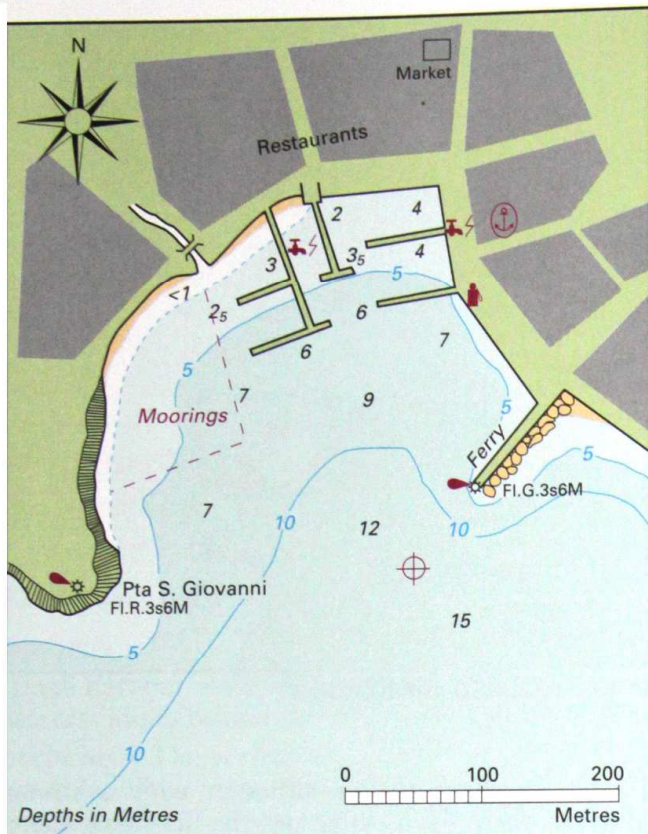 N
Market
Restaurants
2
4
3
3₅
4
5
<1
2₅
6
6
7
5
7
9
5
Moorings
Ferry
5
7
10
12
10
Fl.G.3s6M
Pta S. Giovanni
Fl.R.3s6M
15
5
10
0 100 200
Metres
Depths in Metres